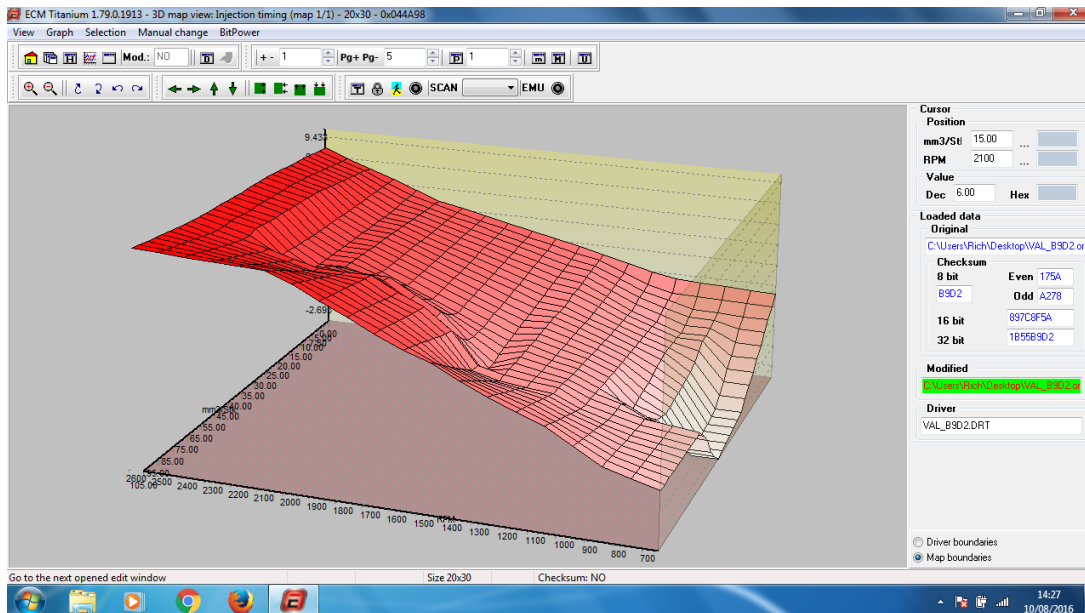 ECM Titanium 1.79.0.1913 - 3D map view: Injection timing (map 1/1) - 20x30 - 0x044A98
View Graph Selection Manual change BitPower
Mod.: NO + - 1 Pg+ Pg- 5 1
SCAN EMU
Cursor
Position
mm3/St 15.00 ...
RPM 2100 ...
Value
Dec 6.00 Hex
Loaded data
Original
C:\Users\Rich\Desktop\VAL_B9D2.or
Checksum
8 bit Even 175A
B9D2 Odd A278
16 bit 897C8F5A
32 bit 1B55B9D2
Modified
C:\Users\Rich\Desktop\VAL_B9D2.or
Driver
VAL_B9D2.DRT
Driver boundaries
Map boundaries
9.43
-2.69
0.00
10.00
15.00
20.00
25.00
30.00
35.00
40.00
45.00
55.00
65.00
75.00
85.00
95.00
105.00
2600 2500 2400 2300 2200 2100 2000 1900 1800 1700 1600 1500 RPM 1400 1300 1200 1100 1000 900 800 700
Go to the next opened edit window Size 20x30 Checksum: NO
14:27
10/08/2016